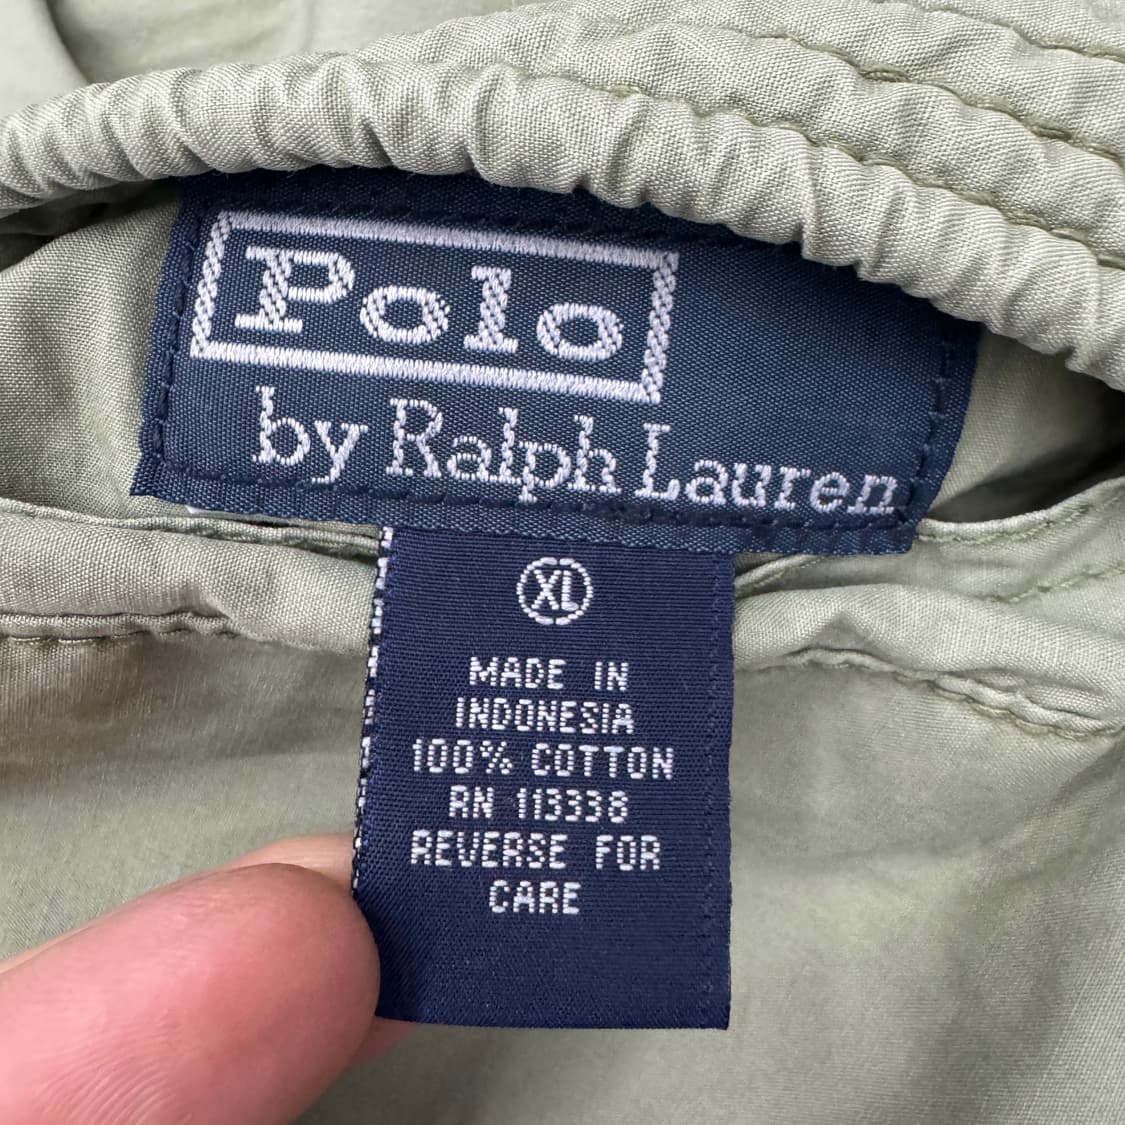 Polo
by Ralph Lauren
XL
MADE IN
INDONESIA
100% COTTON
RN 113338
REVERSE FOR
CARE